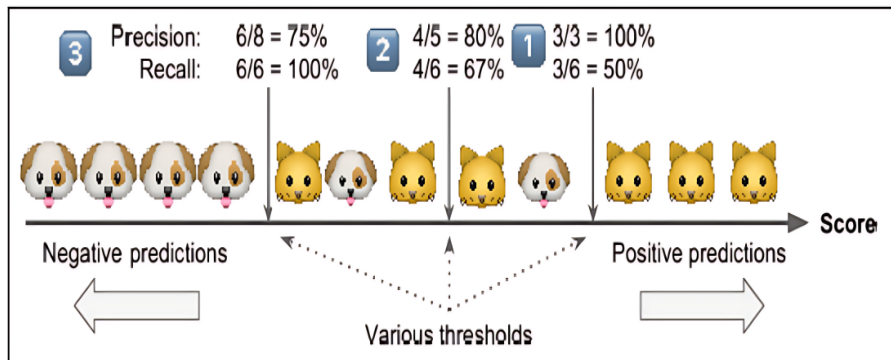 3 Precision: 6/8 = 75% 2 4/5 = 80% 1 3/3 = 100%
Recall: 6/6 = 100% 4/6 = 67% 3/6 = 50%
Score
Negative predictions Positive predictions
Various thresholds